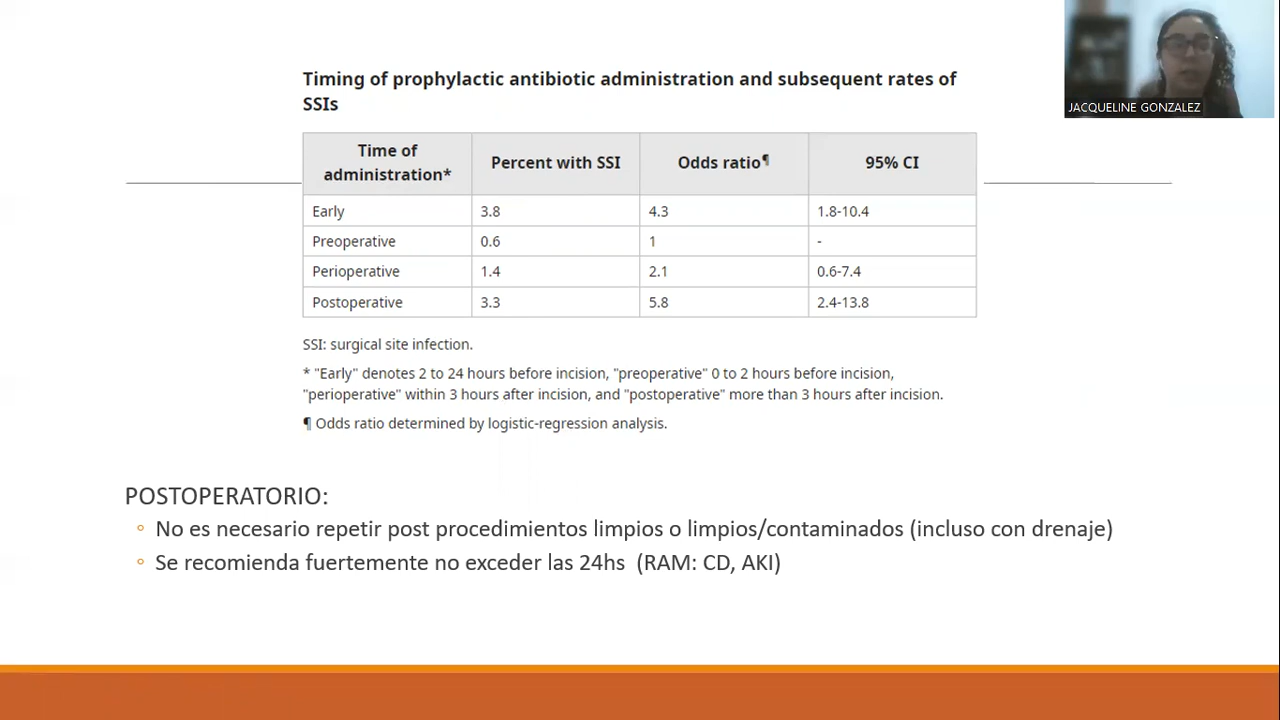 JACQUELINE GONZALEZ
Timing of prophylactic antibiotic administration and subsequent rates of
SSIs
Time of administration* Percent with SSI Odds ratio¶ 95% CI
Early 3.8 4.3 1.8-10.4
Preoperative 0.6 1 -
Perioperative 1.4 2.1 0.6-7.4
Postoperative 3.3 5.8 2.4-13.8
SSI: surgical site infection.
* "Early" denotes 2 to 24 hours before incision, "preoperative" 0 to 2 hours before incision,
"perioperative" within 3 hours after incision, and "postoperative" more than 3 hours after incision.
¶ Odds ratio determined by logistic-regression analysis.
POSTOPERATORIO:
◦ No es necesario repetir post procedimientos limpios o limpios/contaminados (incluso con drenaje)
◦ Se recomienda fuertemente no exceder las 24hs (RAM: CD, AKI)